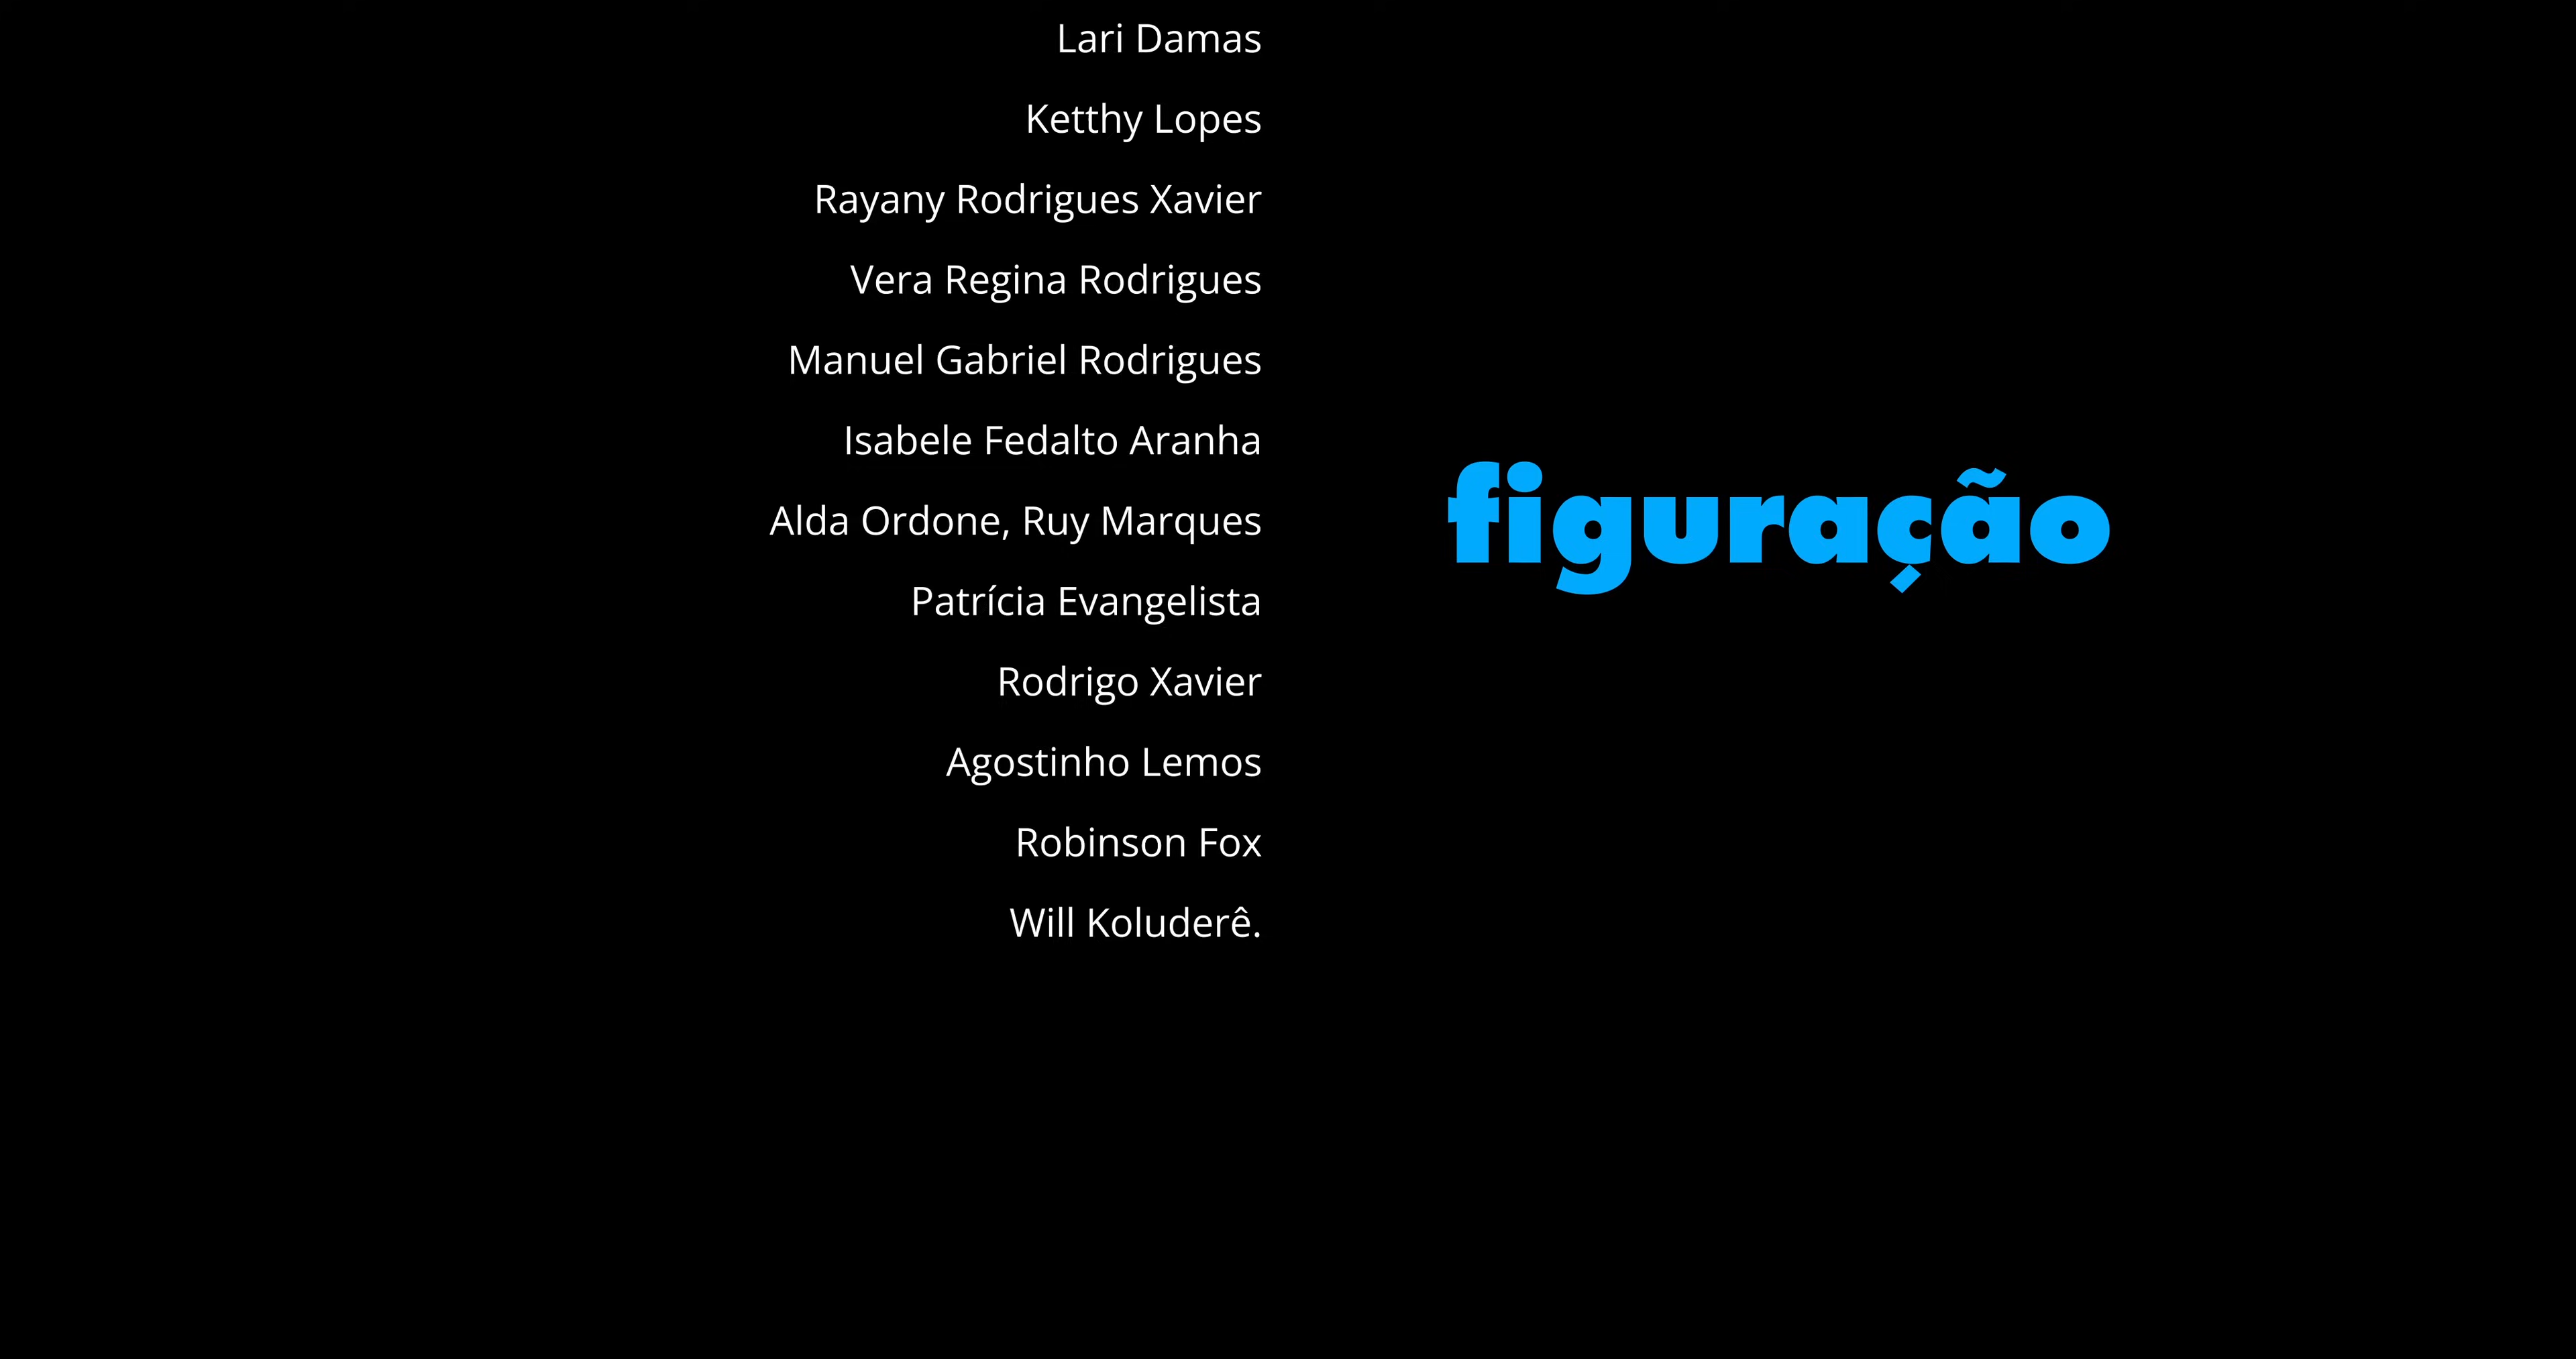 Lari Damas
Ketthy Lopes
Rayany Rodrigues Xavier
Vera Regina Rodrigues
Manuel Gabriel Rodrigues
Isabele Fedalto Aranha
Alda Ordone, Ruy Marques
Patrícia Evangelista
Rodrigo Xavier
Agostinho Lemos
Robinson Fox
Will Koluderê.
figuração